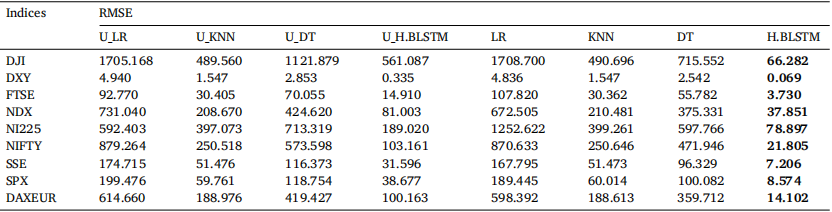 Indices RMSE
U_LR U_KNN U_DT U_H.BLSTM LR KNN DT H.BLSTM
DJI 1705.168 489.560 1121.879 561.087 1708.700 490.696 715.552 66.282
DXY 4.940 1.547 2.853 0.335 4.836 1.547 2.542 0.069
FTSE 92.770 30.405 70.055 14.910 107.820 30.362 55.782 3.730
NDX 731.040 208.670 424.620 81.003 672.505 210.481 375.331 37.851
NI225 592.403 397.073 713.319 189.020 1252.622 399.261 597.766 78.897
NIFTY 879.264 250.518 573.598 103.161 870.633 250.646 471.946 21.805
SSE 174.715 51.476 116.373 31.596 167.795 51.473 96.329 7.206
SPX 199.476 59.761 118.754 38.677 189.445 60.014 100.082 8.574
DAXEUR 614.660 188.976 419.427 100.163 598.392 188.613 359.712 14.102